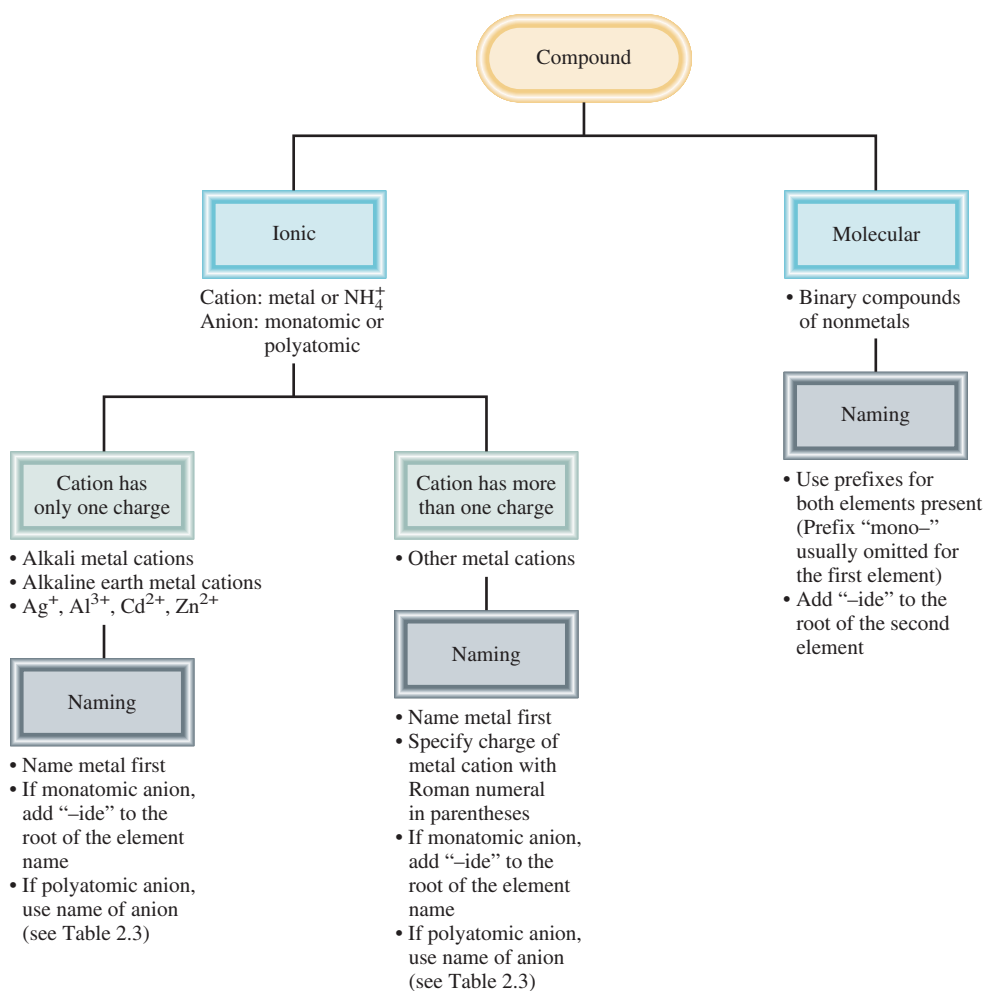 Compound
Ionic
Cation: metal or NH₄⁺
Anion: monatomic or
polyatomic
Cation has
only one charge
• Alkali metal cations
• Alkaline earth metal cations
• Ag⁺, Al³⁺, Cd²⁺, Zn²⁺
Naming
• Name metal first
• If monatomic anion,
add “–ide” to the
root of the element
name
• If polyatomic anion,
use name of anion
(see Table 2.3)
Cation has more
than one charge
• Other metal cations
Naming
• Name metal first
• Specify charge of
metal cation with
Roman numeral
in parentheses
• If monatomic anion,
add “–ide” to the
root of the element
name
• If polyatomic anion,
use name of anion
(see Table 2.3)
Molecular
• Binary compounds
of nonmetals
Naming
• Use prefixes for
both elements present
(Prefix “mono–”
usually omitted for
the first element)
• Add “–ide” to the
root of the second
element